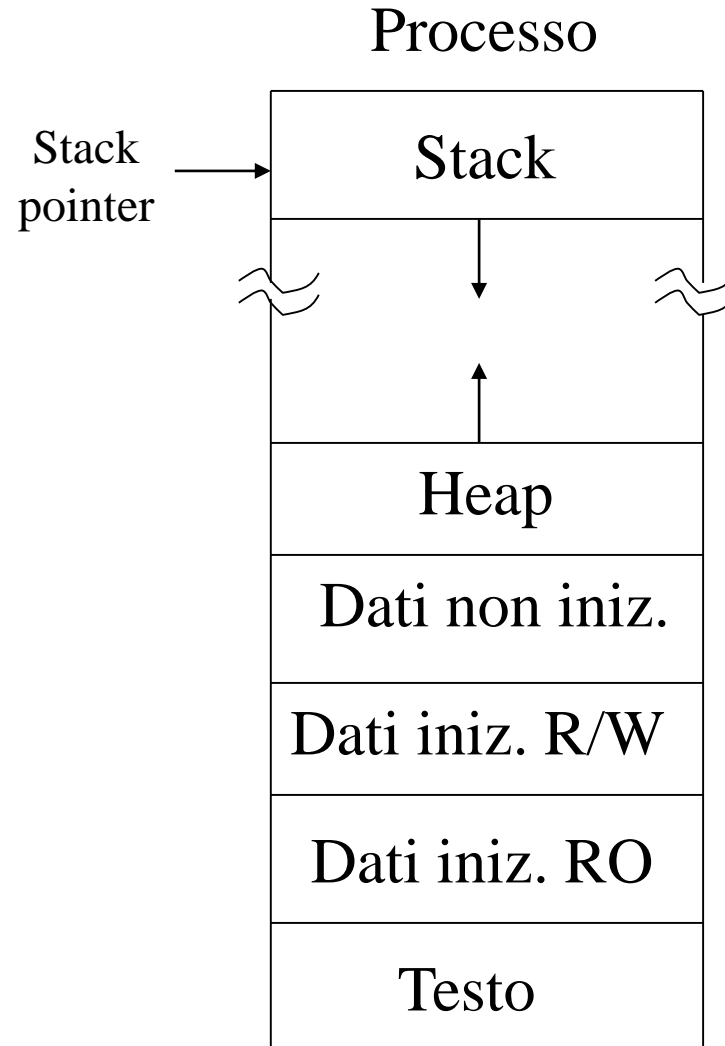 Processo
Stack
pointer
Stack
Heap
Dati non iniz.
Dati iniz. R/W
Dati iniz. RO
Testo